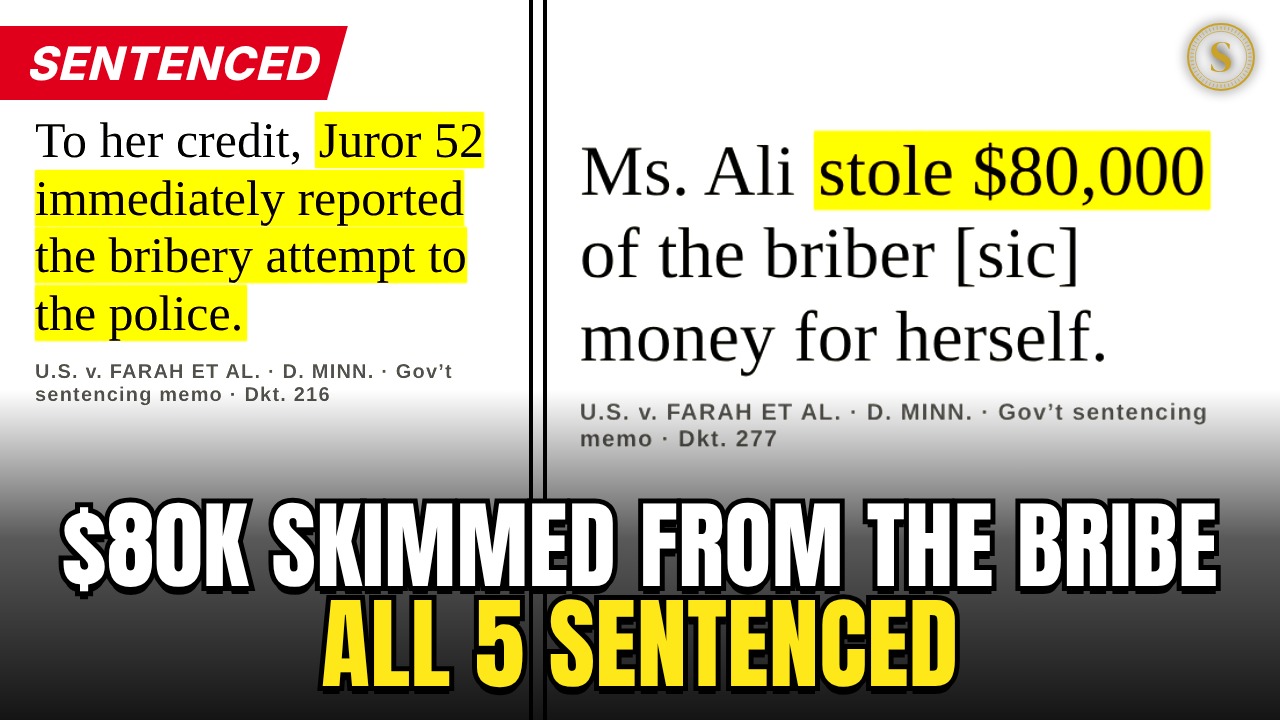 SENTENCED
S
To her credit, Juror 52
immediately reported
the bribery attempt to
the police.
U.S. v. FARAH ET AL. · D. MINN. · Gov’t
sentencing memo · Dkt. 216
Ms. Ali stole $80,000
of the briber [sic]
money for herself.
U.S. v. FARAH ET AL. · D. MINN. · Gov’t sentencing
memo · Dkt. 277
$80K SKIMMED FROM THE BRIBE
ALL 5 SENTENCED